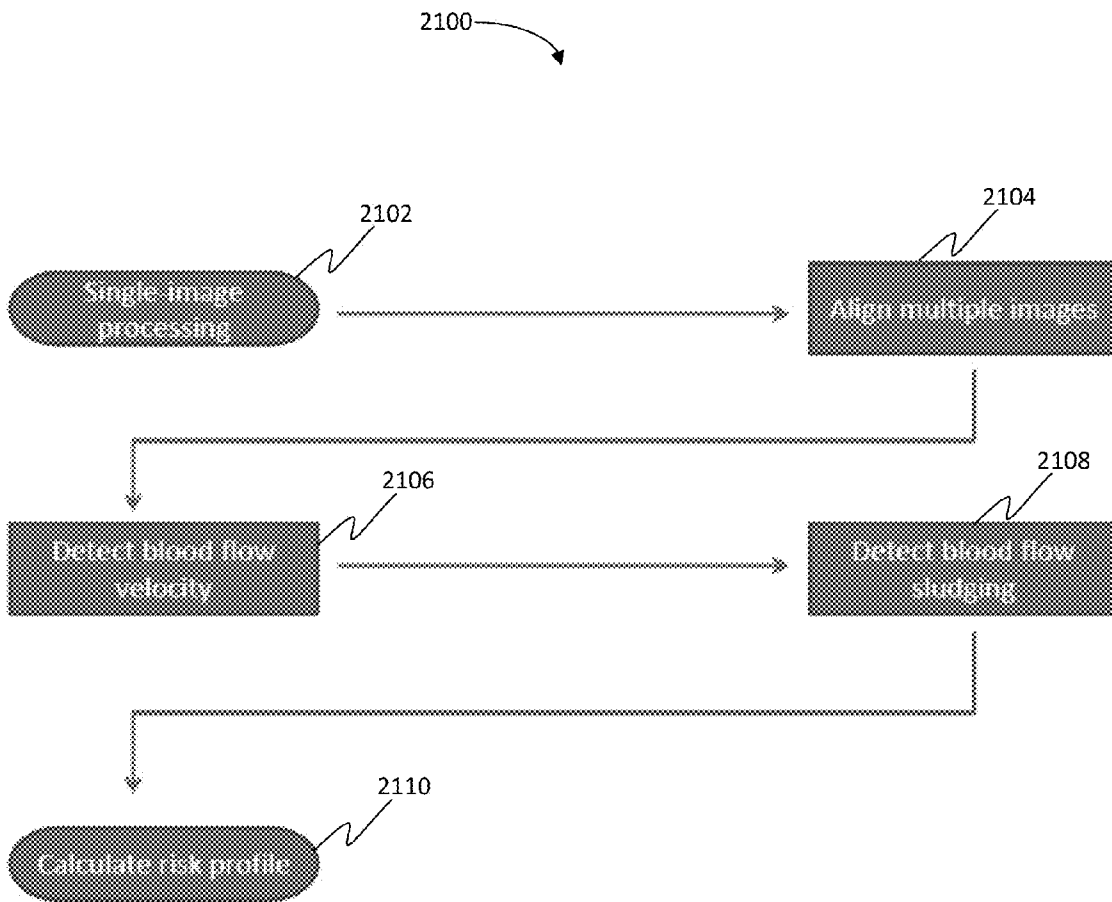 2100
2102
2104
Single-image
processing
Align multiple images
2106
2108
Detect blood flow
velocity
Detect blood flow
sludging
2110
Calculate risk profile